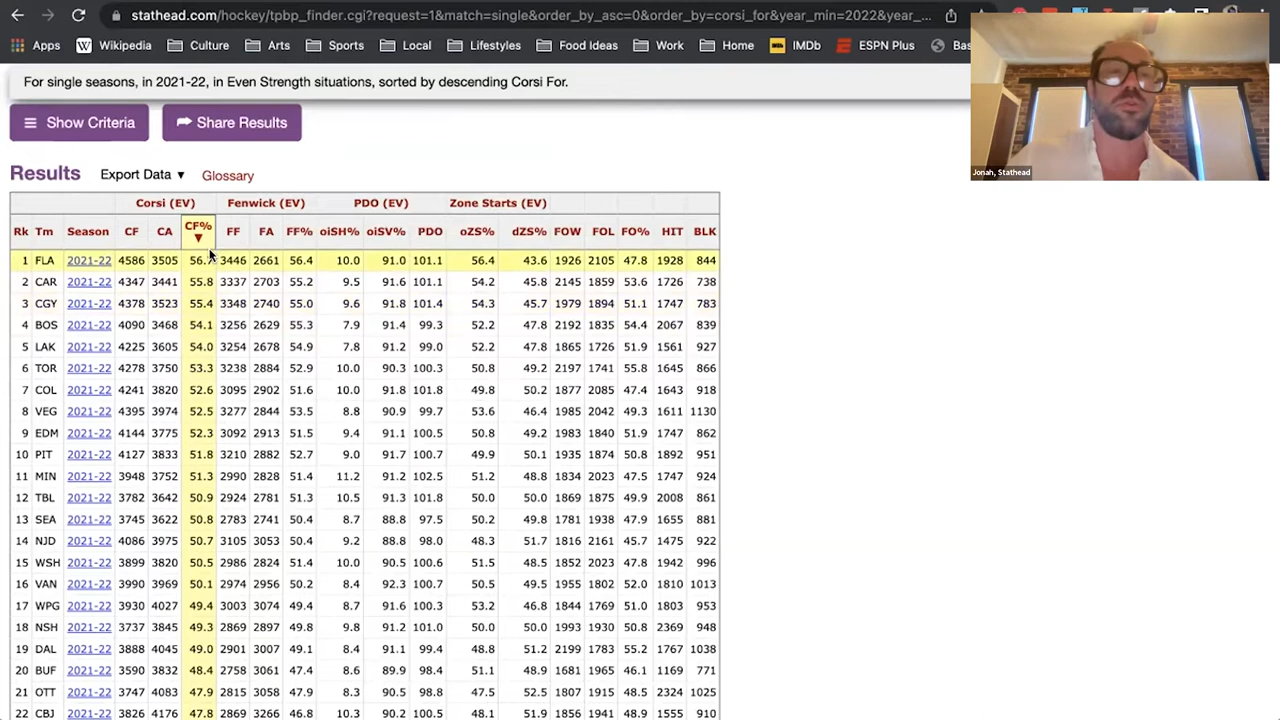 stathead.com/hockey/tpbp_finder.cgi?request=1&match=single&order_by_asc=0&order_by=corsi_for&year_min=2022&year_...
Apps Wikipedia Culture Arts Sports Local Lifestyles Food Ideas Work Home IMDb ESPN Plus Bas
For single seasons, in 2021-22, in Even Strength situations, sorted by descending Corsi For.
Show Criteria Share Results
Jonah, Stathead
Results Export Data ▼ Glossary
Corsi (EV) Fenwick (EV) PDO (EV) Zone Starts (EV)
Rk Tm Season CF CA CF% ▼ FF FA FF% oiSH% oiSV% PDO oZS% dZS% FOW FOL FO% HIT BLK
1 FLA 2021-22 4586 3505 56.7 3446 2661 56.4 10.0 91.0 101.1 56.4 43.6 1926 2105 47.8 1928 844
2 CAR 2021-22 4347 3441 55.8 3337 2703 55.2 9.5 91.6 101.1 54.2 45.8 2145 1859 53.6 1726 738
3 CGY 2021-22 4378 3523 55.4 3348 2740 55.0 9.6 91.8 101.4 54.3 45.7 1979 1894 51.1 1747 783
4 BOS 2021-22 4090 3468 54.1 3256 2629 55.3 7.9 91.4 99.3 52.2 47.8 2192 1835 54.4 2067 839
5 LAK 2021-22 4225 3605 54.0 3254 2678 54.9 7.8 91.2 99.0 52.2 47.8 1865 1726 51.9 1561 927
6 TOR 2021-22 4278 3750 53.3 3238 2884 52.9 10.0 90.3 100.3 50.8 49.2 2197 1741 55.8 1645 866
7 COL 2021-22 4241 3820 52.6 3095 2902 51.6 10.0 91.8 101.8 49.8 50.2 1877 2085 47.4 1643 918
8 VEG 2021-22 4395 3974 52.5 3277 2844 53.5 8.8 90.9 99.7 53.6 46.4 1985 2042 49.3 1611 1130
9 EDM 2021-22 4144 3775 52.3 3092 2913 51.5 9.4 91.1 100.5 50.8 49.2 1983 1840 51.9 1747 862
10 PIT 2021-22 4127 3833 51.8 3210 2882 52.7 9.0 91.7 100.7 49.9 50.1 1935 1874 50.8 1892 951
11 MIN 2021-22 3948 3752 51.3 2990 2828 51.4 11.2 91.2 102.5 51.2 48.8 1834 2023 47.5 1747 924
12 TBL 2021-22 3782 3642 50.9 2924 2781 51.3 10.5 91.3 101.8 50.0 50.0 1869 1875 49.9 2008 861
13 SEA 2021-22 3745 3622 50.8 2783 2741 50.4 8.7 88.8 97.5 50.2 49.8 1781 1938 47.9 1655 881
14 NJD 2021-22 4086 3975 50.7 3105 3053 50.4 9.2 88.8 98.0 48.3 51.7 1816 2161 45.7 1475 922
15 WSH 2021-22 3899 3820 50.5 2986 2824 51.4 10.0 90.5 100.6 51.5 48.5 1852 2023 47.8 1942 996
16 VAN 2021-22 3990 3969 50.1 2974 2956 50.2 8.4 92.3 100.7 50.5 49.5 1955 1802 52.0 1810 1013
17 WPG 2021-22 3930 4027 49.4 3003 3074 49.4 8.7 91.6 100.3 53.2 46.8 1844 1769 51.0 1803 953
18 NSH 2021-22 3737 3845 49.3 2869 2897 49.8 9.8 91.2 101.0 50.0 50.0 1993 1930 50.8 2369 948
19 DAL 2021-22 3888 4045 49.0 2901 3007 49.1 8.4 91.1 99.4 48.8 51.2 2199 1783 55.2 1767 1038
20 BUF 2021-22 3590 3832 48.4 2758 3061 47.4 8.6 89.9 98.4 51.1 48.9 1681 1965 46.1 1169 771
21 OTT 2021-22 3747 4083 47.9 2815 3058 47.9 8.3 90.5 98.8 47.5 52.5 1807 1915 48.5 2324 1025
22 CBJ 2021-22 3826 4176 47.8 2869 3266 46.8 10.3 90.2 100.5 48.1 51.9 1856 1941 48.9 1555 910